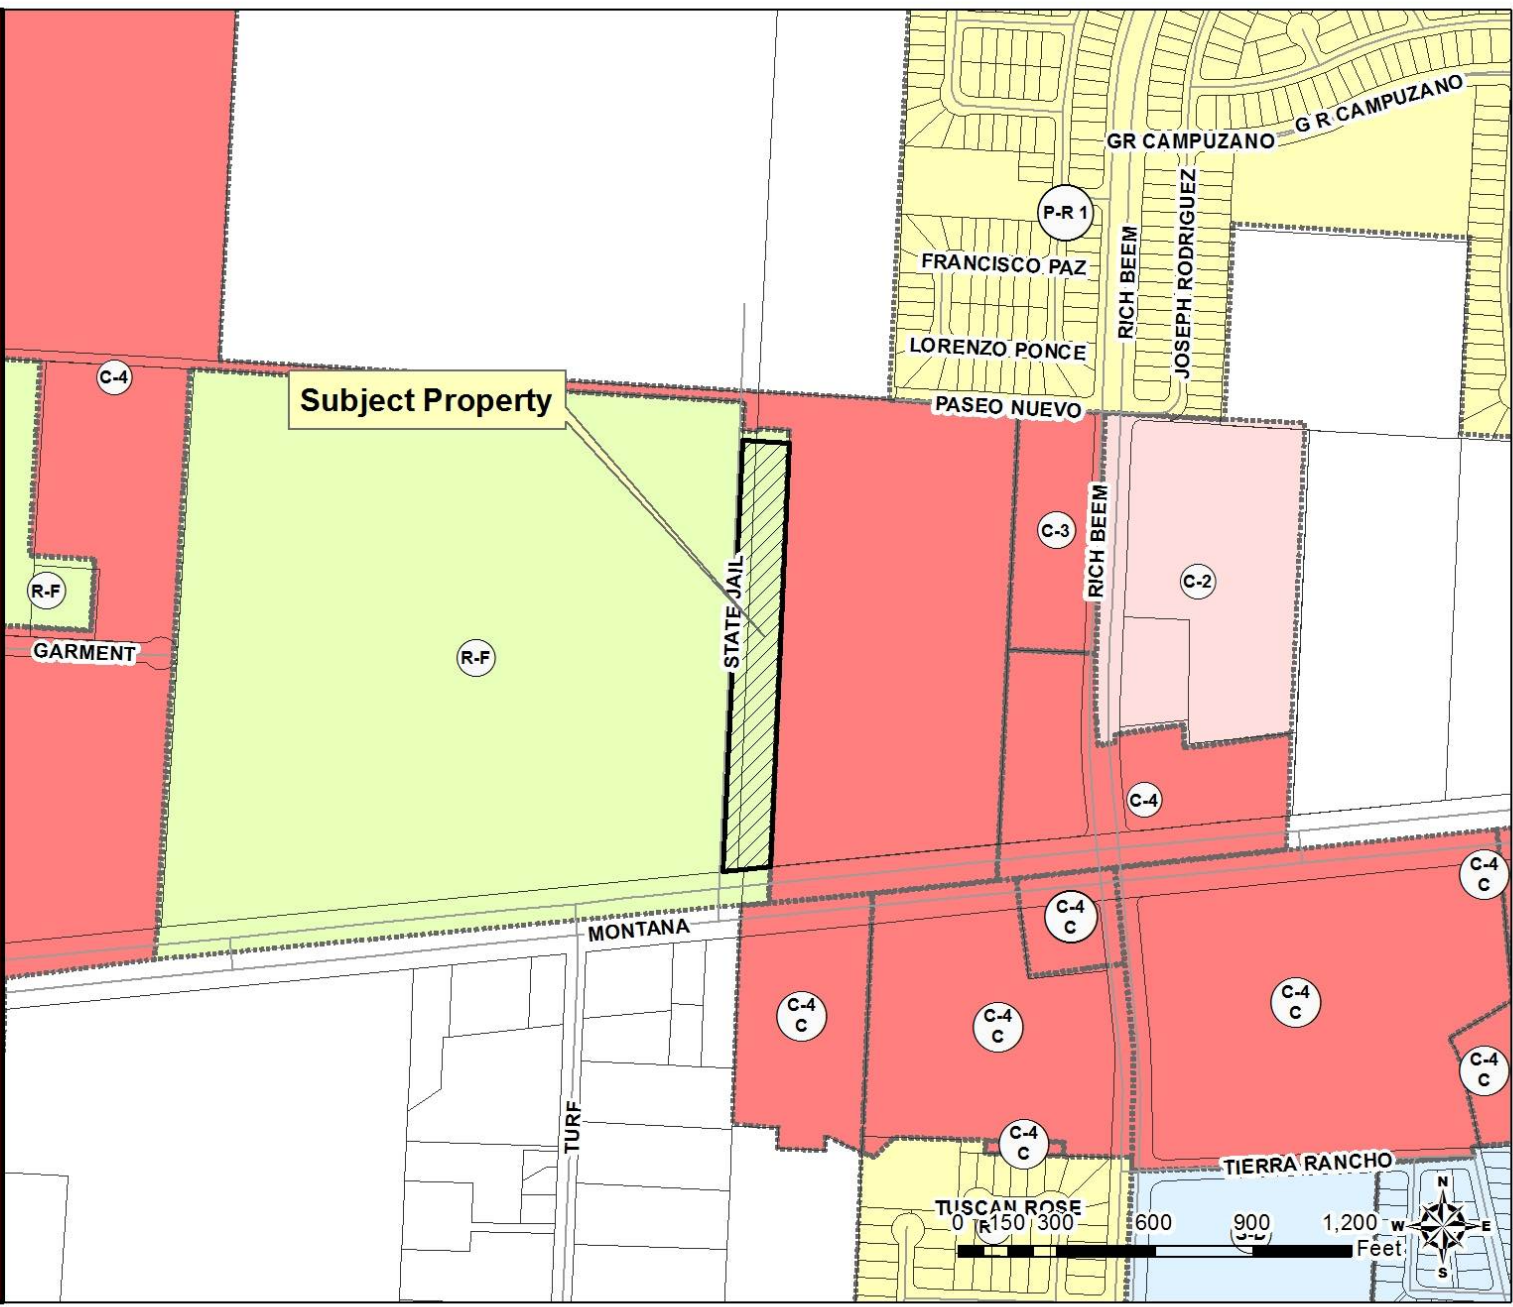 GR CAMPUZANO
G R CAMPUZANO
P-R 1
JOSEPH RODRIGUEZ
RICH BEEM
FRANCISCO PAZ
LORENZO PONCE
C-4
Subject Property
PASEO NUEVO
C-3
RICH BEEM
C-2
R-F
STATE JAIL
GARMENT
R-F
C-4
C-4
C
C-4
C
MONTANA
C-4
C
C-4
C
C-4
C
C-4
C
TURF
C-4
C
TIERRA RANCHO
N
TUSCAN ROSE
0 150 300 600 900 1,200
W E
Feet
S